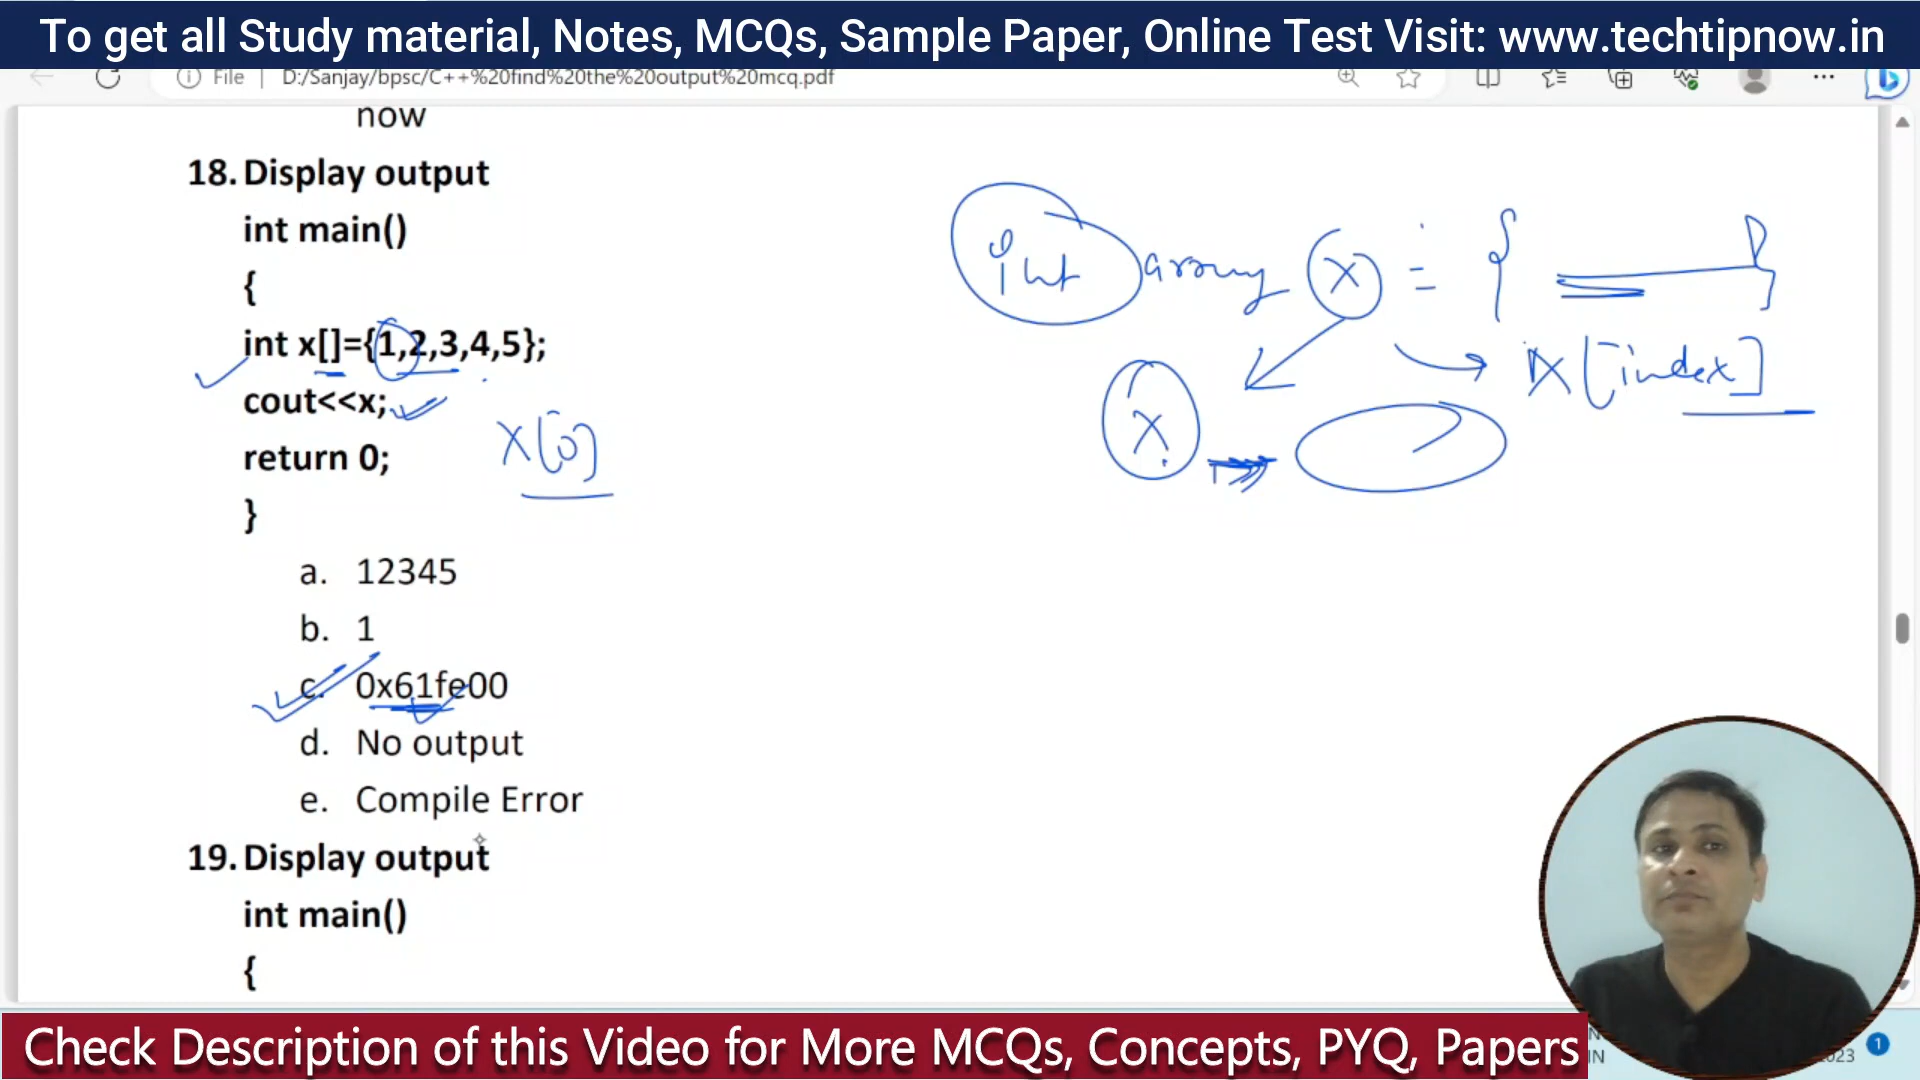 To get all Study material, Notes, MCQs, Sample Paper, Online Test Visit: www.techtipnow.in
File | D:/Sanjay/bpsc/C++%20find%20the%20output%20mcq.pdf
now
18. Display output
int main()
{
int x[]={1,2,3,4,5};
cout<<x;
return 0;
}
a. 12345
b. 1
c. 0x61fe00
d. No output
e. Compile Error
19. Display output
int main()
{
x[0]
int array x = { }
x[index]
x
Check Description of this Video for More MCQs, Concepts, PYQ, Papers
IN
2023
1